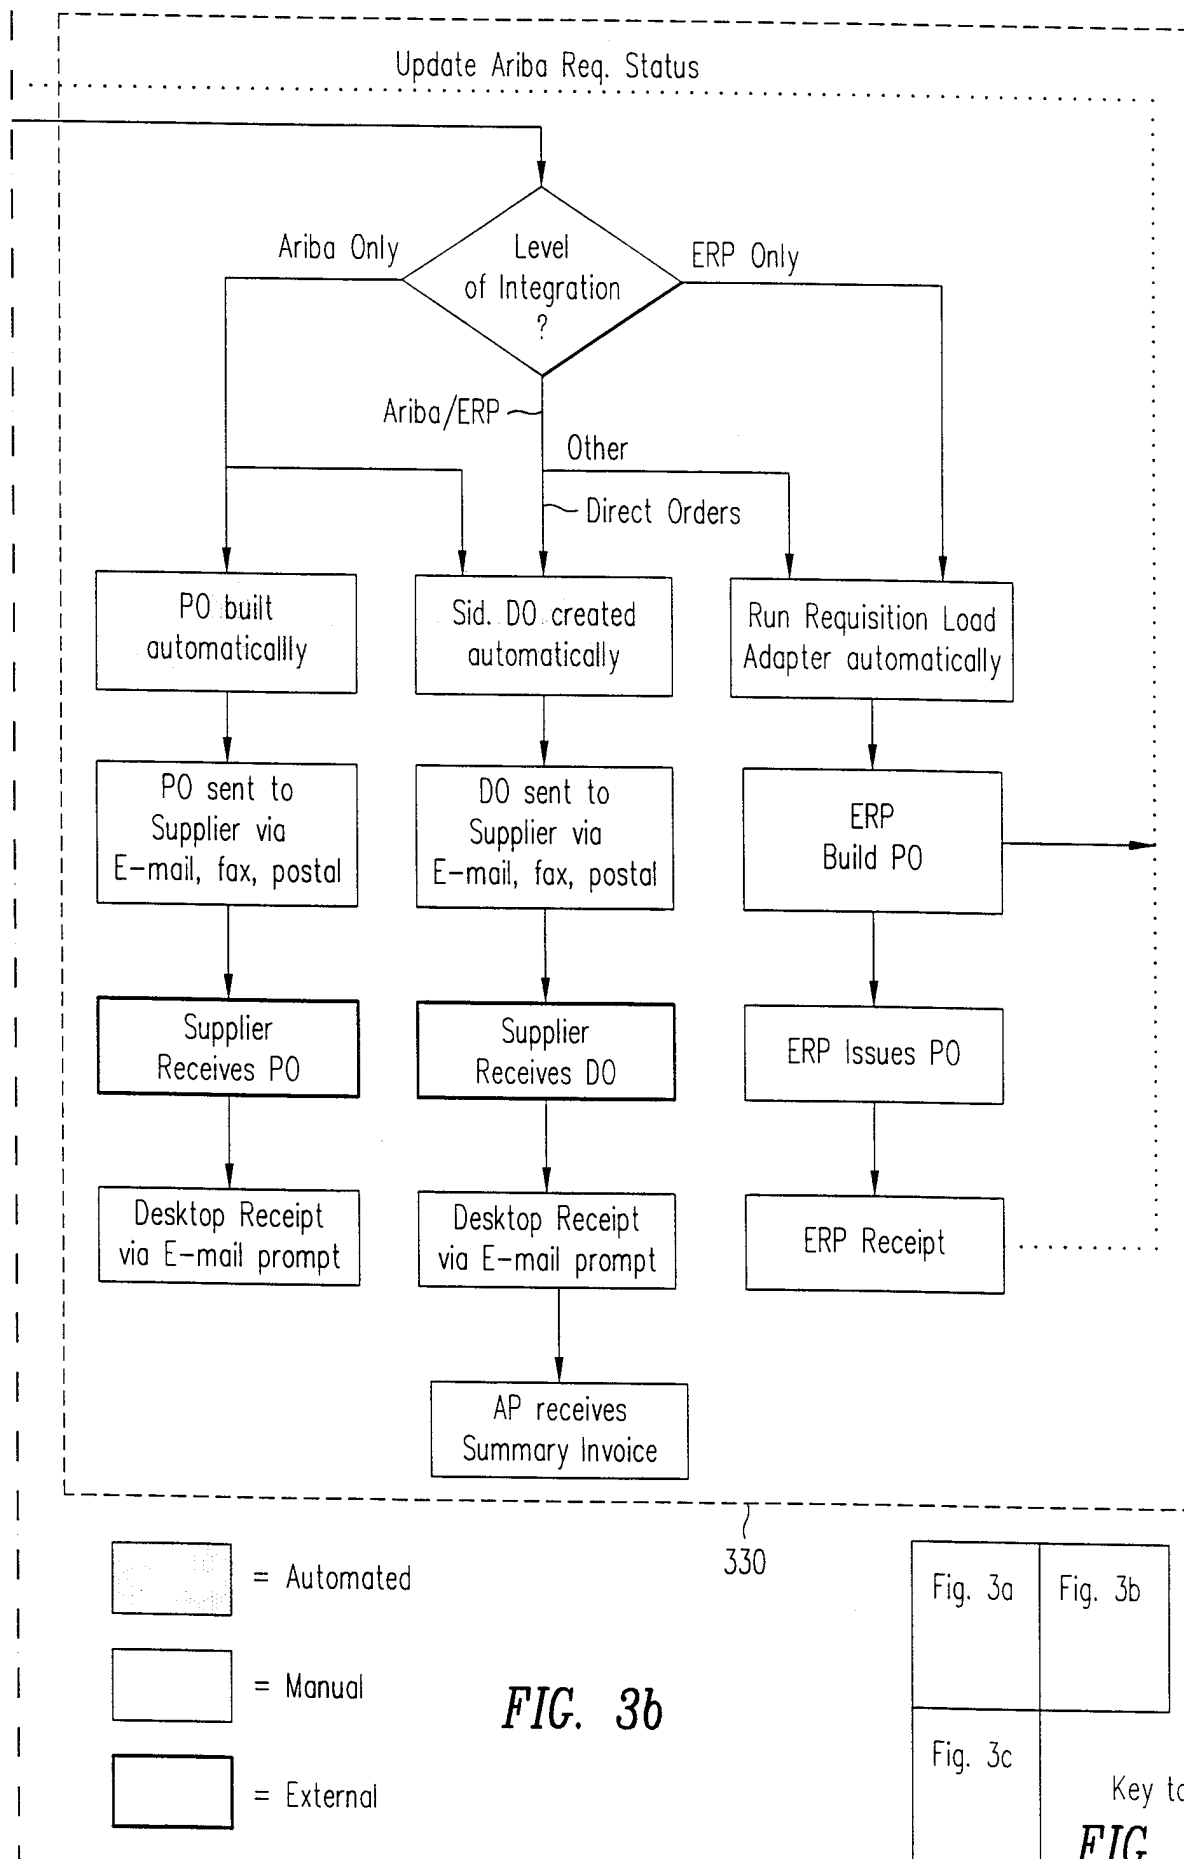 Update Ariba Req. Status
Ariba Only
Level
of Integration
?
ERP Only
Ariba/ERP
Other
Direct Orders
PO built
automaticallly
Sid. DO created
automatically
Run Requisition Load
Adapter automatically
PO sent to
Supplier via
E-mail, fax, postal
DO sent to
Supplier via
E-mail, fax, postal
ERP
Build PO
Supplier
Receives PO
Supplier
Receives DO
ERP Issues PO
Desktop Receipt
via E-mail prompt
Desktop Receipt
via E-mail prompt
ERP Receipt
AP receives
Summary Invoice
330
= Automated
= Manual
= External
FIG. 3b
Fig. 3a
Fig. 3b
Fig. 3c
Key to
FIG